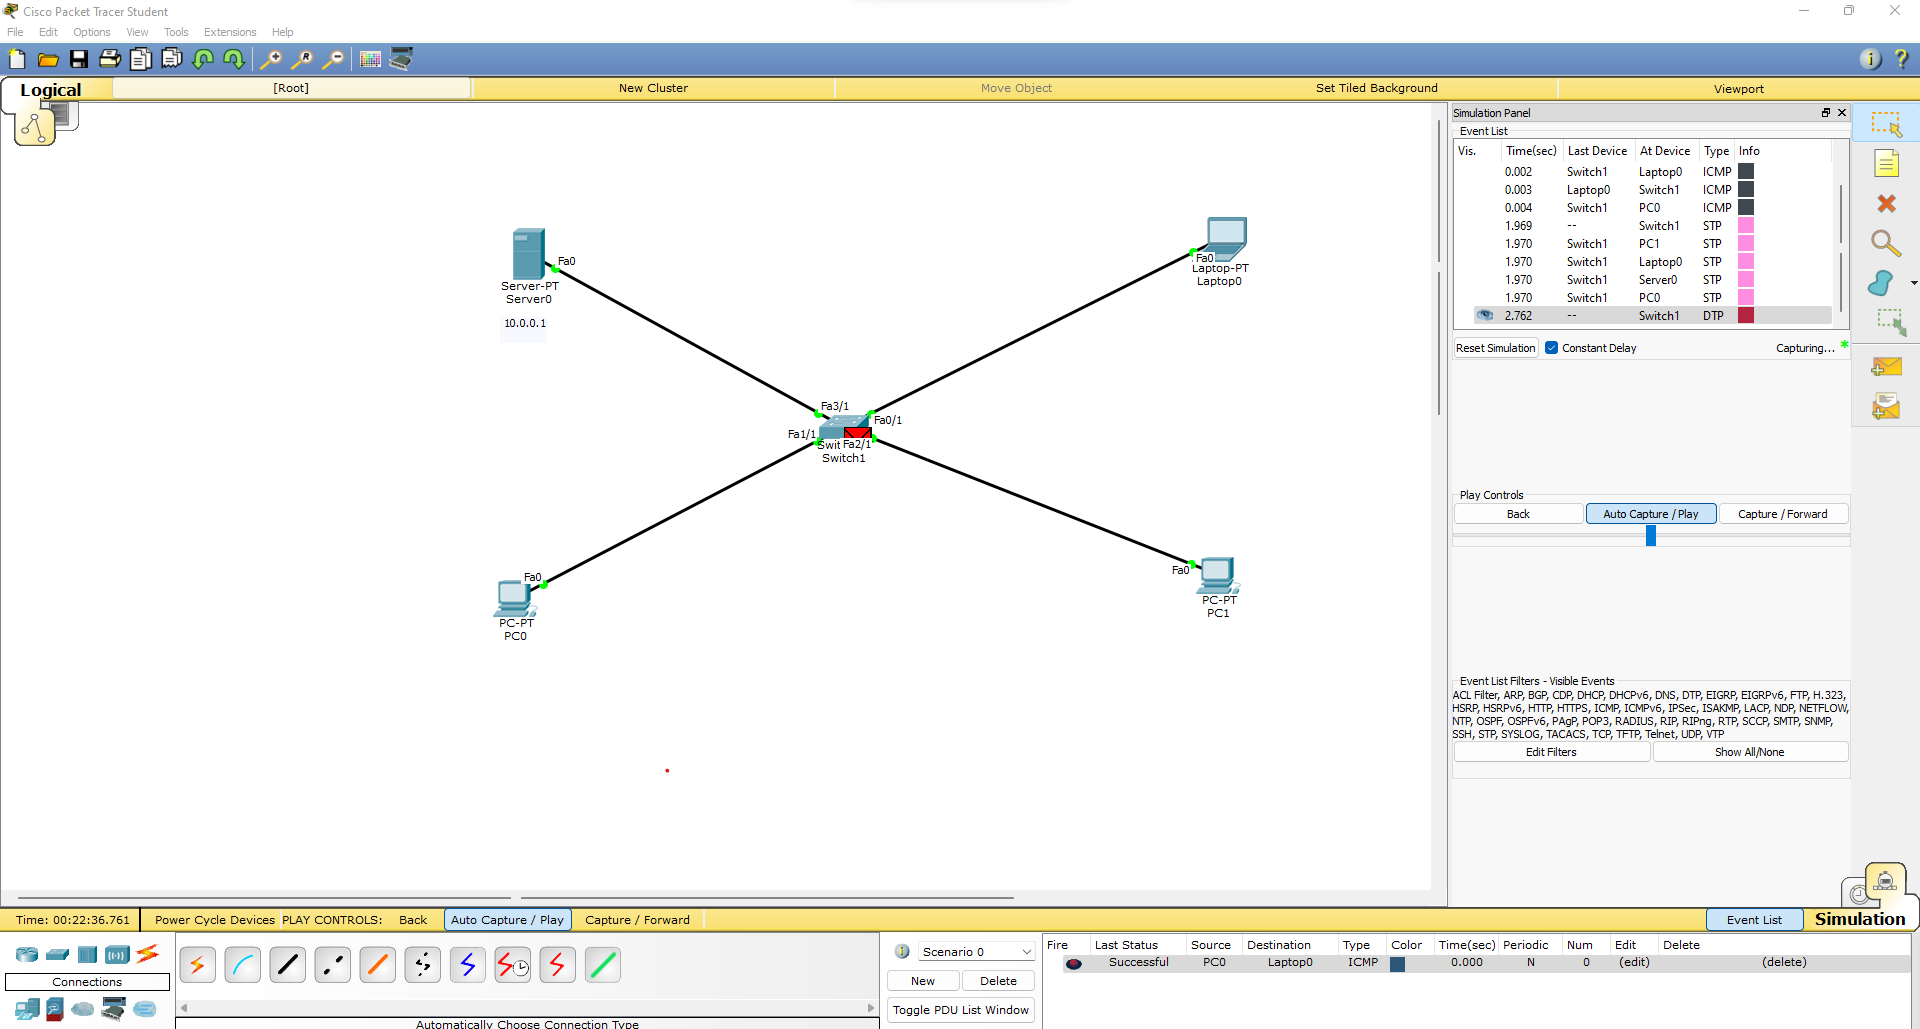 Cisco Packet Tracer Student
File Edit Options View Tools Extensions Help
Logical [Root] New Cluster Move Object Set Tiled Background Viewport
Simulation Panel
Event List
Vis. Time(sec) Last Device At Device Type Info
0.002 Switch1 Laptop0 ICMP
0.003 Laptop0 Switch1 ICMP
0.004 Switch1 PC0 ICMP
1.969 -- Switch1 STP
1.970 Switch1 PC1 STP
1.970 Switch1 Laptop0 STP
1.970 Switch1 Server0 STP
1.970 Switch1 PC0 STP
2.762 -- Switch1 DTP
Reset Simulation Constant Delay Capturing... *
Play Controls
Back Auto Capture / Play Capture / Forward
Event List Filters - Visible Events
ACL Filter, ARP, BGP, CDP, DHCP, DHCPv6, DNS, DTP, EIGRP, EIGRPv6, FTP, H.323,
HSRP, HSRPv6, HTTP, HTTPS, ICMP, ICMPv6, IPSec, ISAKMP, LACP, NDP, NETFLOW,
NTP, OSPF, OSPFv6, PAgP, POP3, RADIUS, RIP, RIPng, RTP, SCCP, SMTP, SNMP,
SSH, STP, SYSLOG, TACACS, TCP, TFTP, Telnet, UDP, VTP
Edit Filters Show All/None
Fa0
Server-PT
Server0
10.0.0.1
Fa0
Laptop-PT
Laptop0
Fa3/1
Fa0/1
Fa1/1
Swit Fa2/1
Switch1
Fa0
PC-PT
PC0
Fa0
PC-PT
PC1
Time: 00:22:36.761 Power Cycle Devices PLAY CONTROLS: Back Auto Capture / Play Capture / Forward Event List Simulation
Connections
Automatically Choose Connection Type
Scenario 0
New Delete
Toggle PDU List Window
Fire Last Status Source Destination Type Color Time(sec) Periodic Num Edit Delete
Successful PC0 Laptop0 ICMP 0.000 N 0 (edit) (delete)